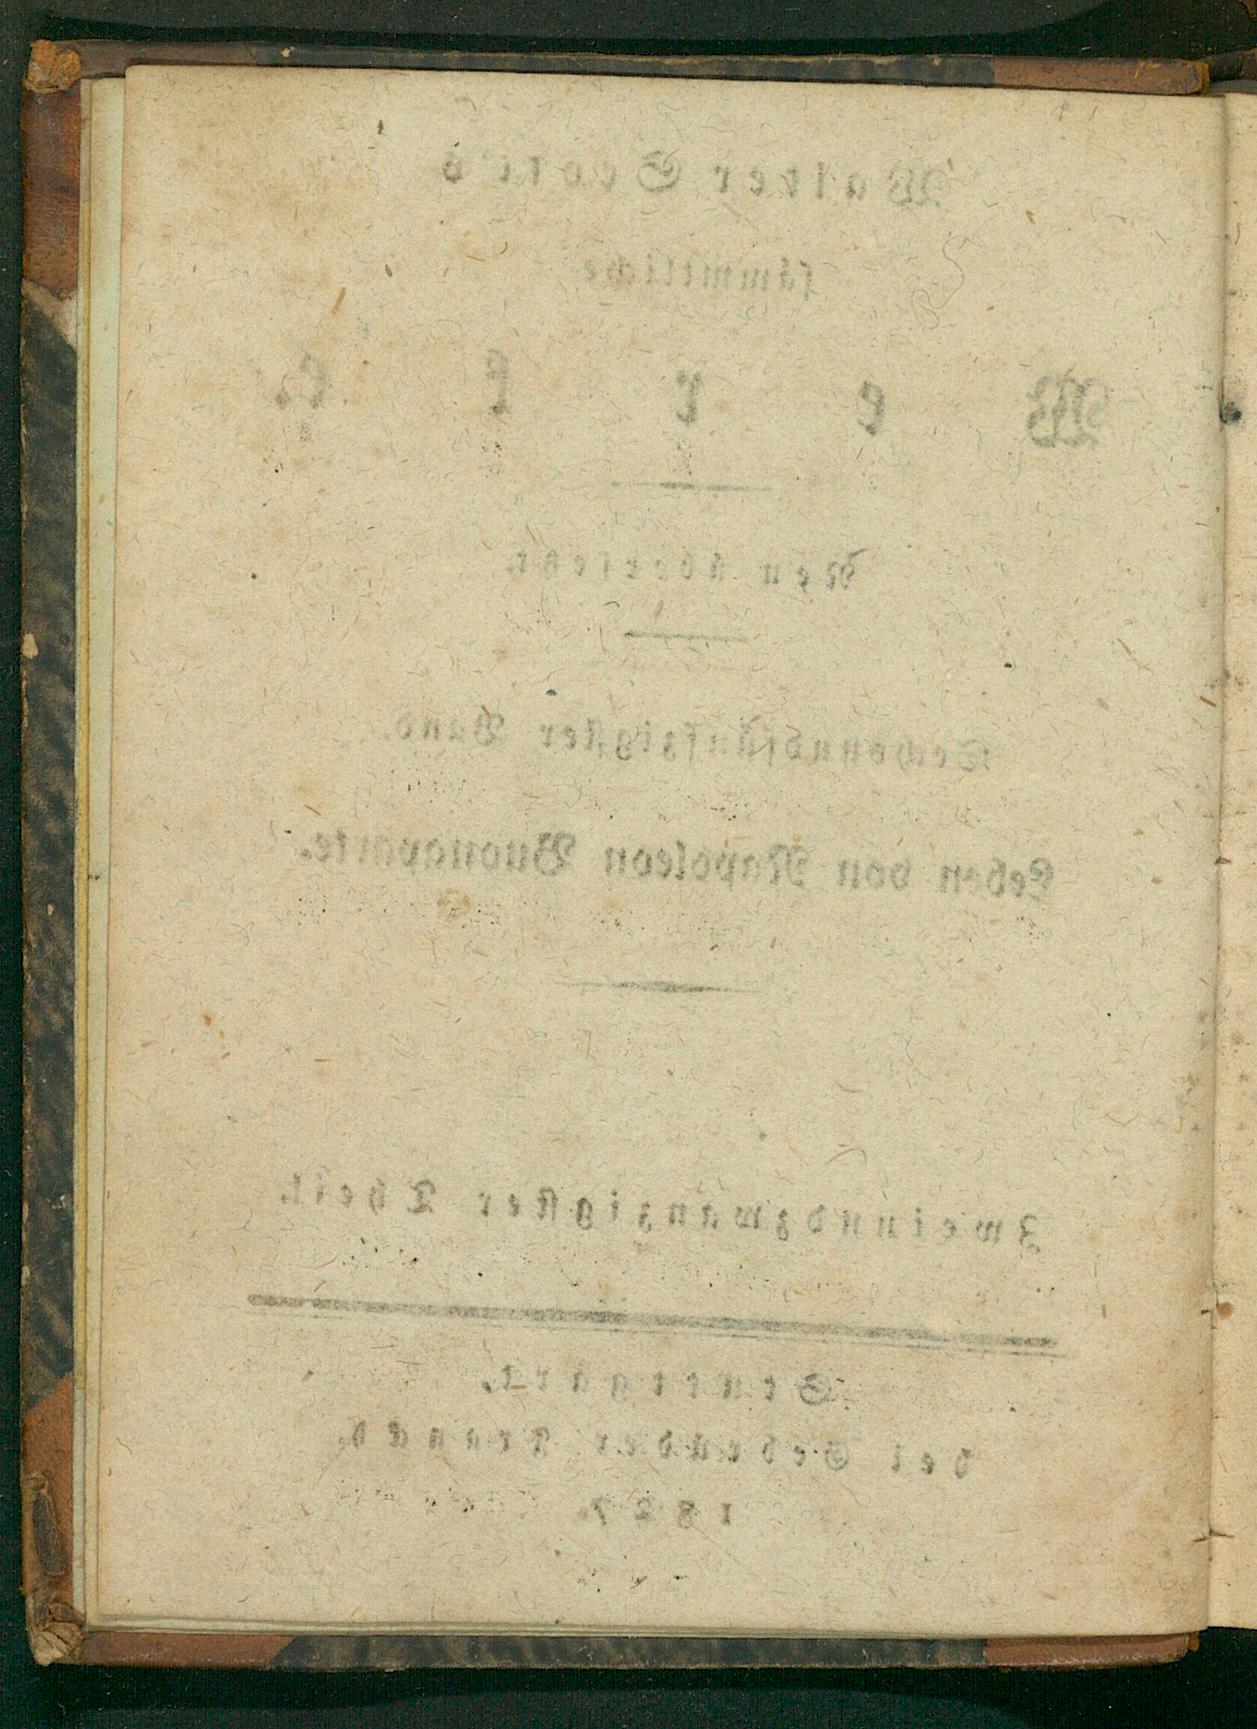 Walter Scott's
sämmtliche
Werke.
Neu übersetzt.
Sechsundfünfzigster Band.
Leben von Napoleon Buonaparte.
Zweiundzwanzigster Theil.
Stuttgart,
bei Gebrüder Franckh.
1827.